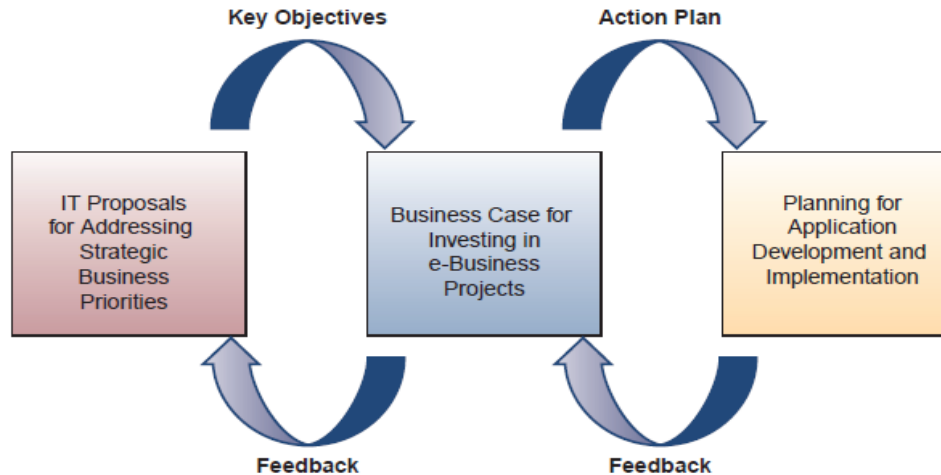 Key Objectives
Action Plan
IT Proposals
for Addressing
Strategic
Business
Priorities
Business Case for
Investing in
e-Business
Projects
Planning for
Application
Development and
Implementation
Feedback
Feedback